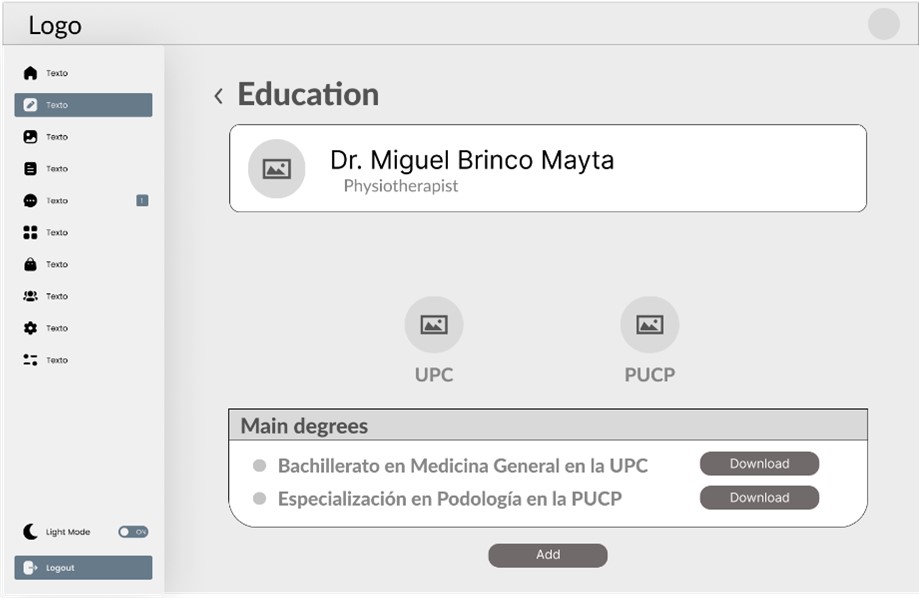 Logo
Texto
Texto
Texto
Texto
Texto
!
Texto
Texto
Texto
Texto
Texto
Light Mode
ON
Logout
Education
Dr. Miguel Brinco Mayta
Physiotherapist
UPC
PUCP
Main degrees
Bachillerato en Medicina General en la UPC
Download
Especialización en Podología en la PUCP
Download
Add